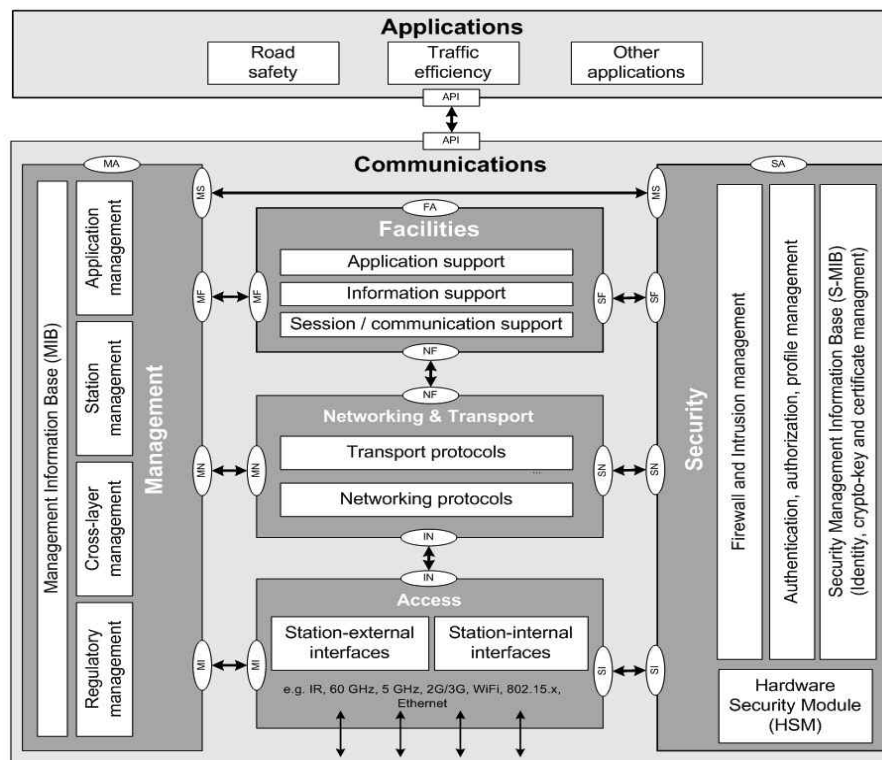 Applications
Road
safety
Traffic
efficiency
Other
applications
API
API
Communications
MA
Management Information Base (MIB)
Application
management
Station
management
Cross-layer
management
Regulatory
management
Management
MS
MF
MN
MI
FA
Facilities
Application support
Information support
Session / communication support
MF
SF
NF
NF
Networking & Transport
Transport protocols
...
Networking protocols
MN
SN
IN
IN
Access
Station-external
interfaces
Station-internal
interfaces
e.g. IR, 60 GHz, 5 GHz, 2G/3G, WiFi, 802.15.x,
Ethernet
MI
SI
SA
MS
SF
SN
SI
Security
Firewall and Intrusion management
Authentication, authorization, profile management
Security Management Information Base (S-MIB)
(Identity, crypto-key and certificate managment)
Hardware
Security Module
(HSM)